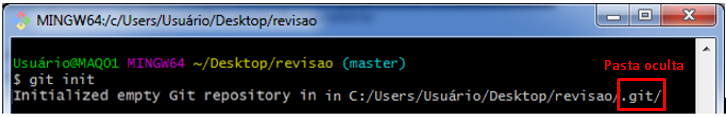 MINGW64:/c/Users/Usuário/Desktop/revisao
Usuário@MAQ01 MINGW64 ~/Desktop/revisao (master)
Pasta oculta
$ git init
Initialized empty Git repository in in C:/Users/Usuário/Desktop/revisao/.git/